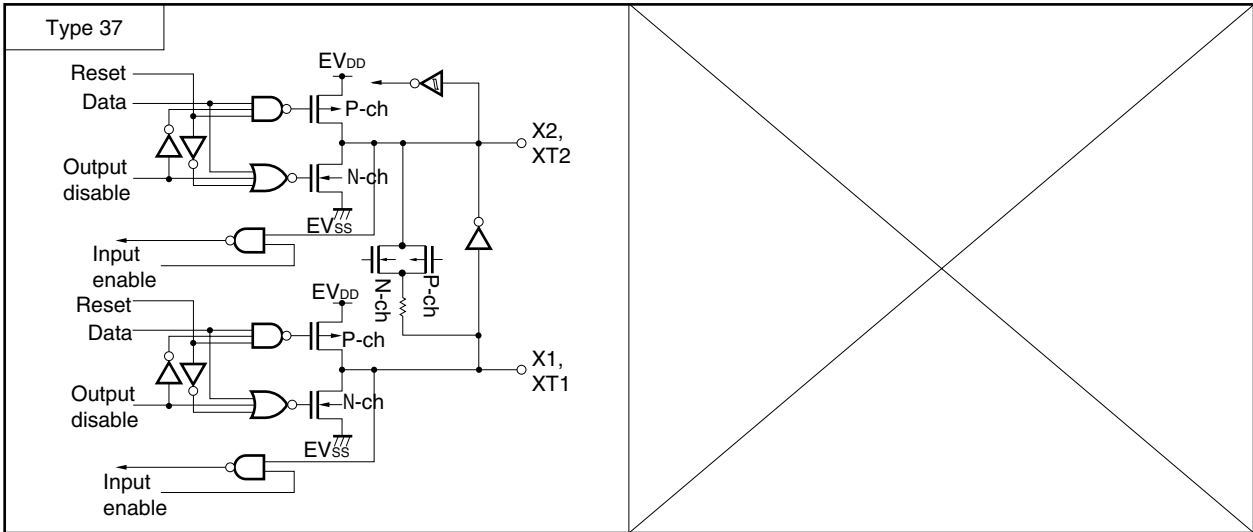 Type 37
EVDD
Reset
Data
P-ch
X2,
XT2
Output
disable
N-ch
EVSS
Input
enable
N-ch
P-ch
EVDD
Reset
Data
P-ch
X1,
XT1
Output
disable
N-ch
EVSS
Input
enable